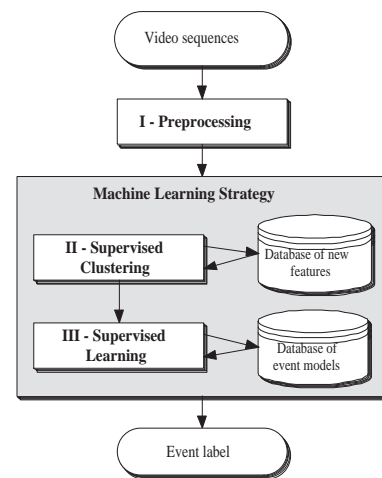 Video sequences
I - Preprocessing
Machine Learning Strategy
II - Supervised
Clustering
Database of new
features
III - Supervised
Learning
Database of
event models
Event label